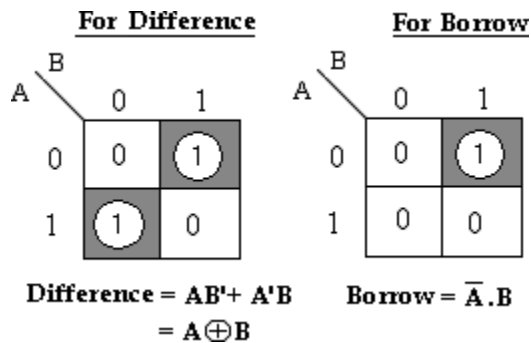 For Difference
B
A
0 1
0 0 1
1 1 0
Difference = AB'+ A'B
= A⊕B
For Borrow
B
A
0 1
0 0 1
1 0 0
Borrow = A̅.B